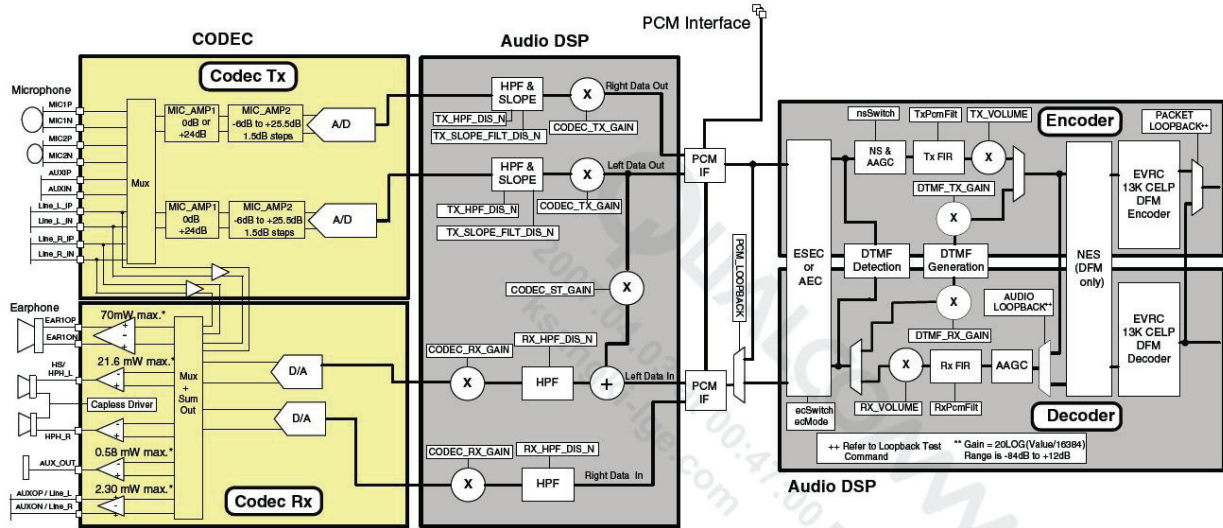 PCM Interface
CODEC
Audio DSP
Codec Tx
Microphone
MIC1P
MIC1N
MIC2P
MIC2N
AUXIP
AUXIN
Line_L_IP
Line_L_IN
Line_R_IP
Line_R_IN
Mux
MIC_AMP1
0dB or
+24dB
MIC_AMP2
-6dB to +25.5dB
1.5dB steps
A/D
MIC_AMP1
0dB
+24dB
MIC_AMP2
-6dB to +25.5dB
1.5dB steps
A/D
HPF &
SLOPE
X
Right Data Out
TX_HPF_DIS_N
TX_SLOPE_FILT_DIS_N
CODEC_TX_GAIN
HPF &
SLOPE
X
Left Data Out
TX_HPF_DIS_N
CODEC_TX_GAIN
TX_SLOPE_FILT_DIS_N
PCM
IF
CODEC_ST_GAIN
X
PCM_LOOPBACK
Earphone
EAR1OP
EAR1ON
HS/
HPH_L
Capless Driver
HPH_R
AUX_OUT
AUXOP / Line_L
AUXON / Line_R
70mW max.*
21.6 mW max.*
0.58 mW max.*
2.30 mW max.*
Mux
+
Sum
Out
D/A
D/A
Codec Rx
CODEC_RX_GAIN
RX_HPF_DIS_N
X
HPF
+
Left Data In
PCM
IF
CODEC_RX_GAIN
RX_HPF_DIS_N
X
HPF
Right Data In
Encoder
nsSwitch
TxPcmFilt
TX_VOLUME
PACKET
LOOPBACK++
NS &
AAGC
Tx FIR
X
DTMF_TX_GAIN
X
EVRC
13K CELP
DFM
Encoder
ESEC
or
AEC
DTMF
Detection
DTMF
Generation
NES
(DFM
only)
X
AUDIO
LOOPBACK++
DTMF_RX_GAIN
EVRC
13K CELP
DFM
Decoder
X
Rx FIR
AAGC
ecSwitch
ecMode
RX_VOLUME
RxPcmFilt
Decoder
++ Refer to Loopback Test
Command
** Gain = 20LOG(Value/16384)
Range is -84dB to +12dB
Audio DSP
QUALCOMM